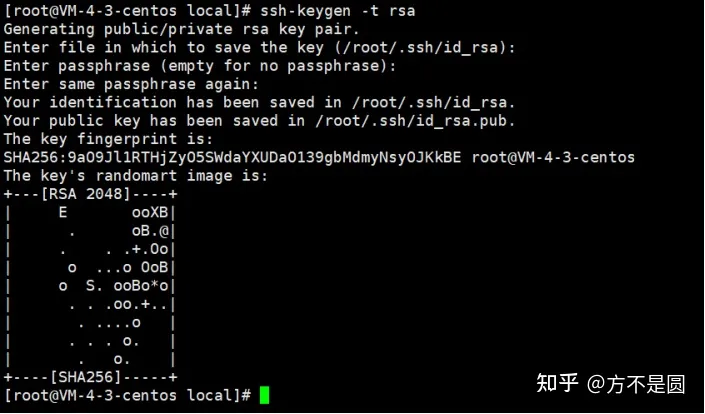 [root@VM-4-3-centos local]# ssh-keygen -t rsa
Generating public/private rsa key pair.
Enter file in which to save the key (/root/.ssh/id_rsa):
Enter passphrase (empty for no passphrase):
Enter same passphrase again:
Your identification has been saved in /root/.ssh/id_rsa.
Your public key has been saved in /root/.ssh/id_rsa.pub.
The key fingerprint is:
SHA256:9aO9Jl1RTHjZyO5SWdaYXUDaO139gbMdmyNsyOJKkBE root@VM-4-3-centos
The key's randomart image is:
+---[RSA 2048]----+
|      E       ooXB|
|       .      oB.@|
|      .    . .+.Oo|
|       o  ...o OoB|
|      o  S. ooBo*o|
|       . . .oo.+..|
|        . ....o   |
|       . . . o.   |
|        .   o.    |
+----[SHA256]-----+
[root@VM-4-3-centos local]#
知乎 @方不是圆